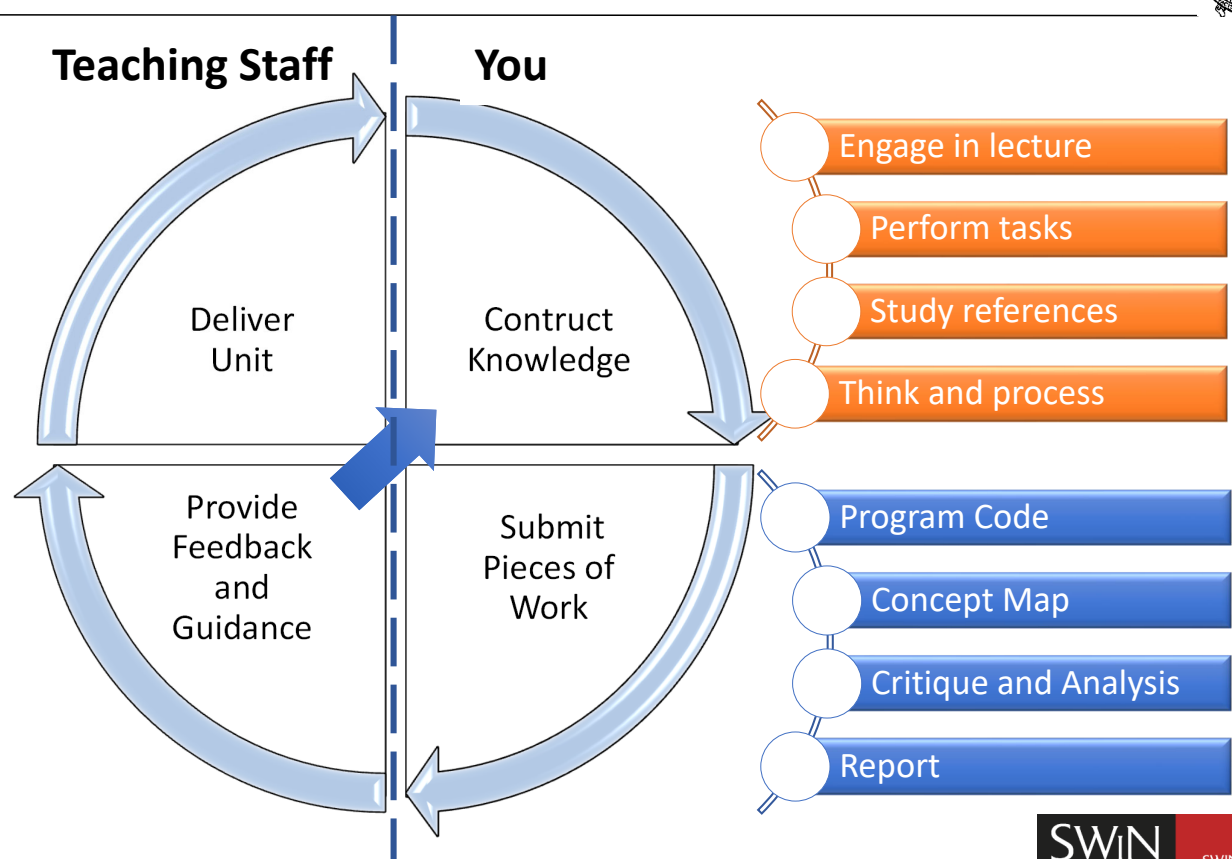 Teaching Staff
You
Deliver
Unit
Contruct
Knowledge
Provide
Feedback
and
Guidance
Submit
Pieces of
Work
Engage in lecture
Perform tasks
Study references
Think and process
Program Code
Concept Map
Critique and Analysis
Report
SWIN